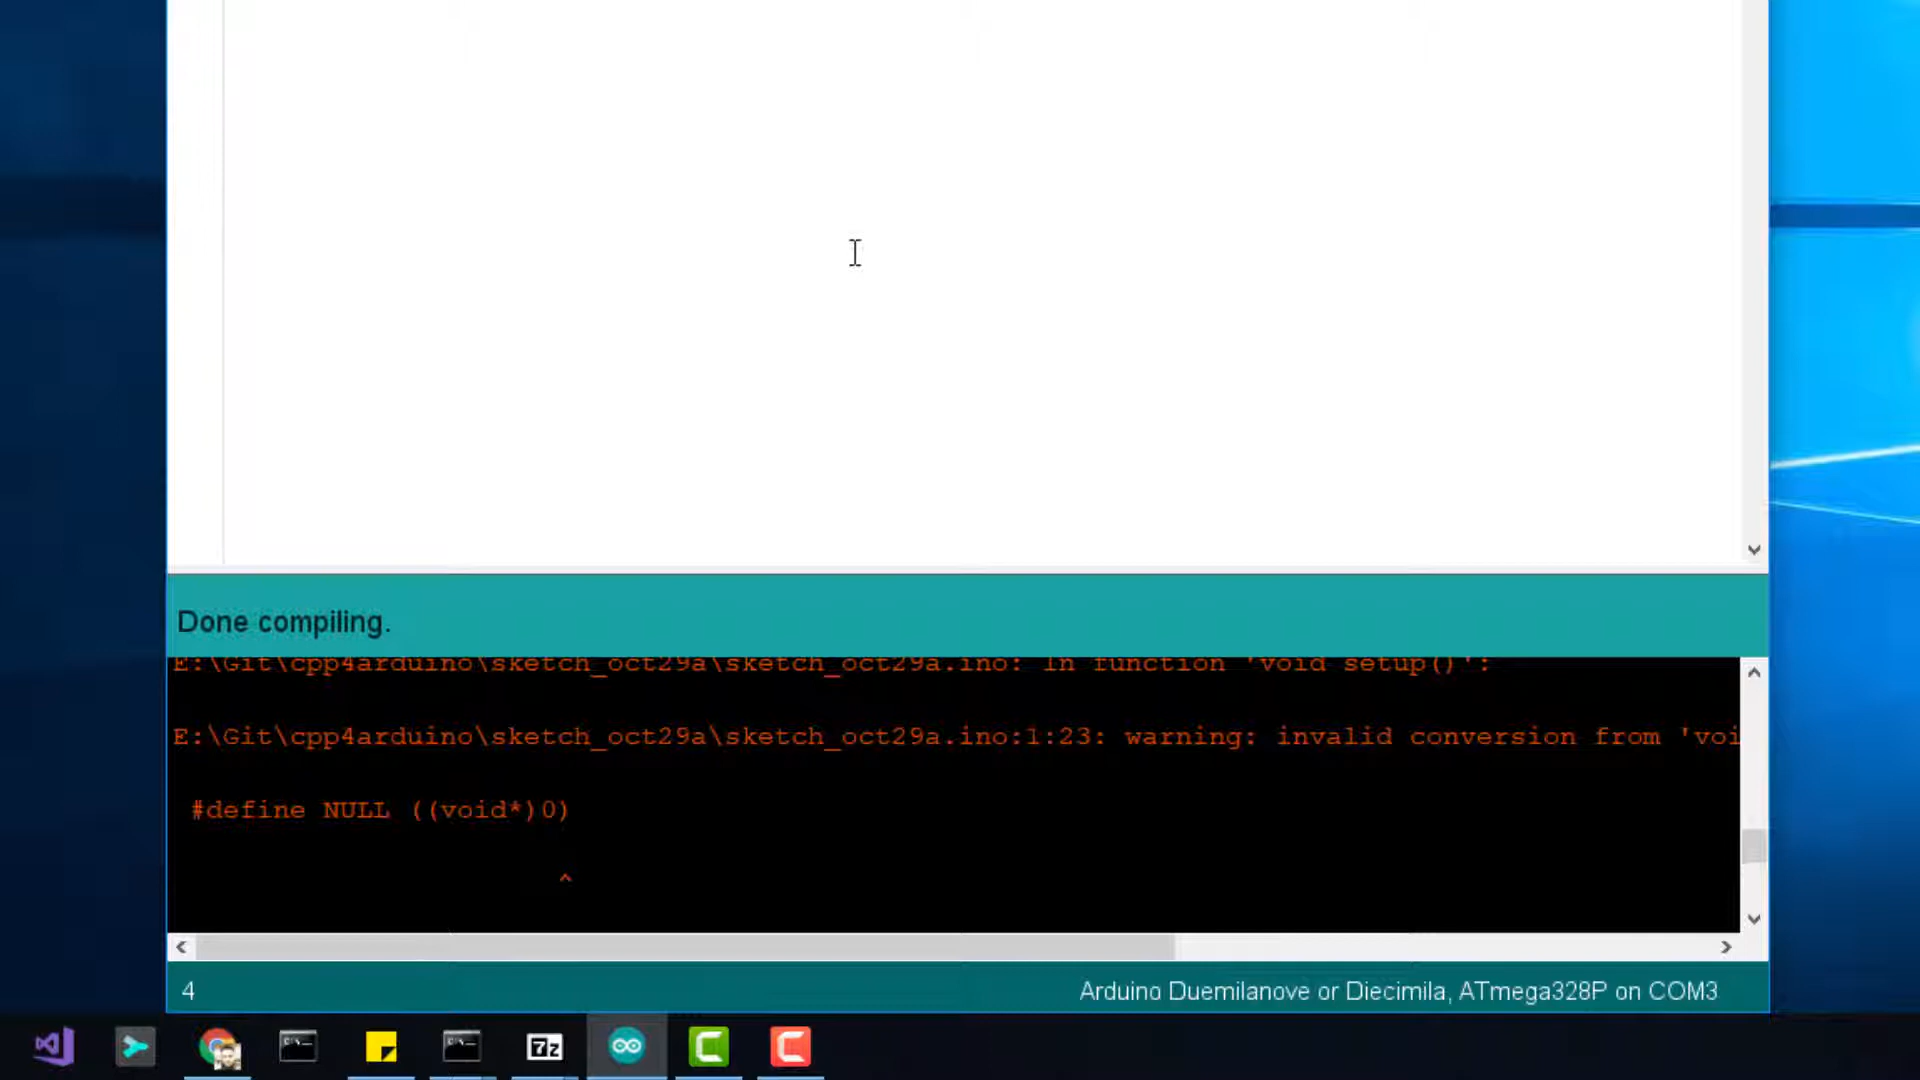 Done compiling.
E:\Git\cpp4arduino\sketch_oct29a\sketch_oct29a.ino: In function 'void setup()':
E:\Git\cpp4arduino\sketch_oct29a\sketch_oct29a.ino:1:23: warning: invalid conversion from 'voi
#define NULL ((void*)0)
^
4
Arduino Duemilanove or Diecimila, ATmega328P on COM3
7z